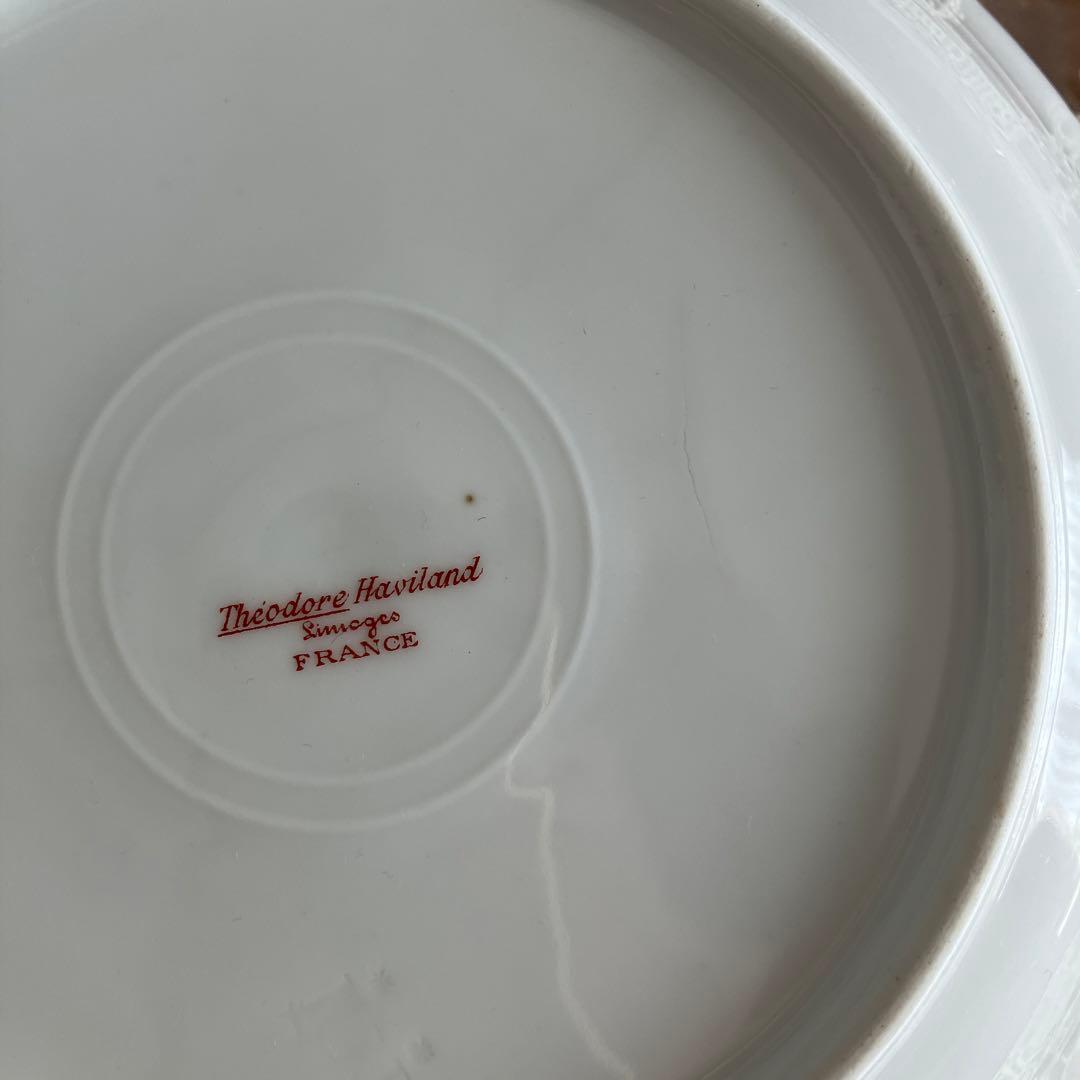 Théodore Haviland
Limoges
FRANCE